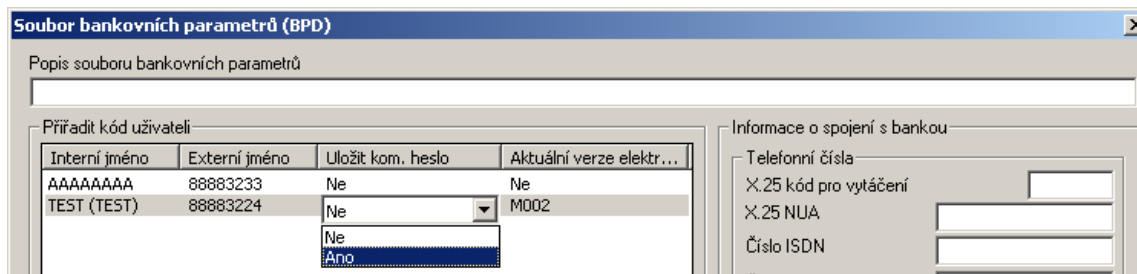 Soubor bankovních parametrů (BPD)
Popis souboru bankovních parametrů
Přiřadit kód uživateli
Interní jméno Externí jméno Uložit kom. heslo Aktuální verze elektr...
AAAAAAAA 88883233 Ne Ne
TEST (TEST) 88883224 Ne M002
Ne
Ano
Informace o spojení s bankou
Telefonní čísla
X.25 kód pro vytáčení
X.25 NUA
Číslo ISDN